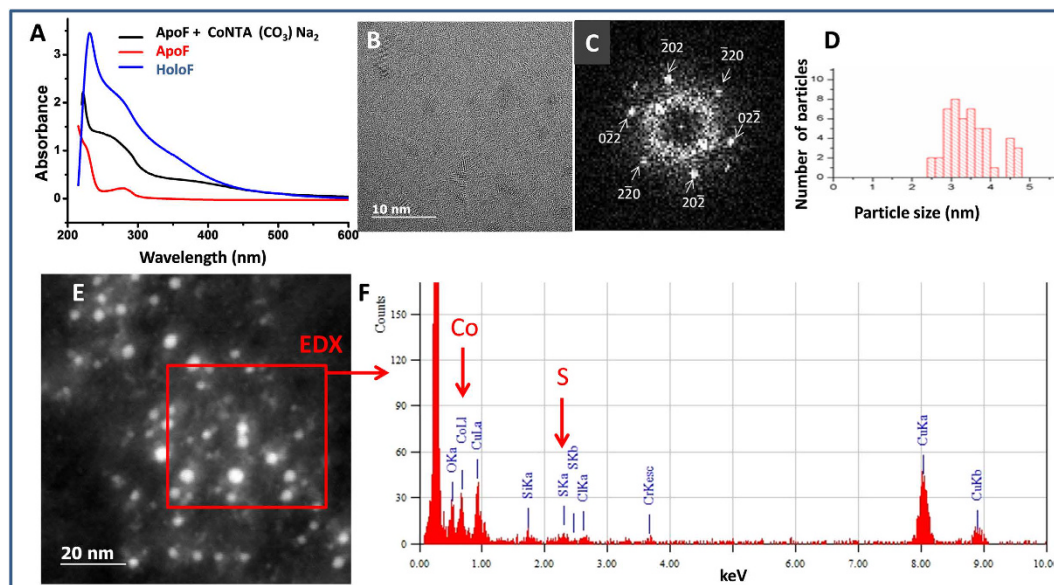 A
ApoF + CoNTA (CO₃) Na₂
ApoF
HoloF
3
2
1
0
Absorbance
200
300
400
500
600
Wavelength (nm)
B
10 nm
C
2̅02
2̅20
022̅
02̅2
22̅0
202̅
D
10
8
6
4
2
0
Number of particles
0
1
2
3
4
5
Particle size (nm)
E
EDX
20 nm
F
Counts
150
120
90
60
30
0
Co
S
OKa
CoLl
CuLa
SiKa
SKa
SKb
ClKa
CrKesc
CuKa
CuKb
0.00
1.00
2.00
3.00
4.00
5.00
6.00
7.00
8.00
9.00
10.0
keV